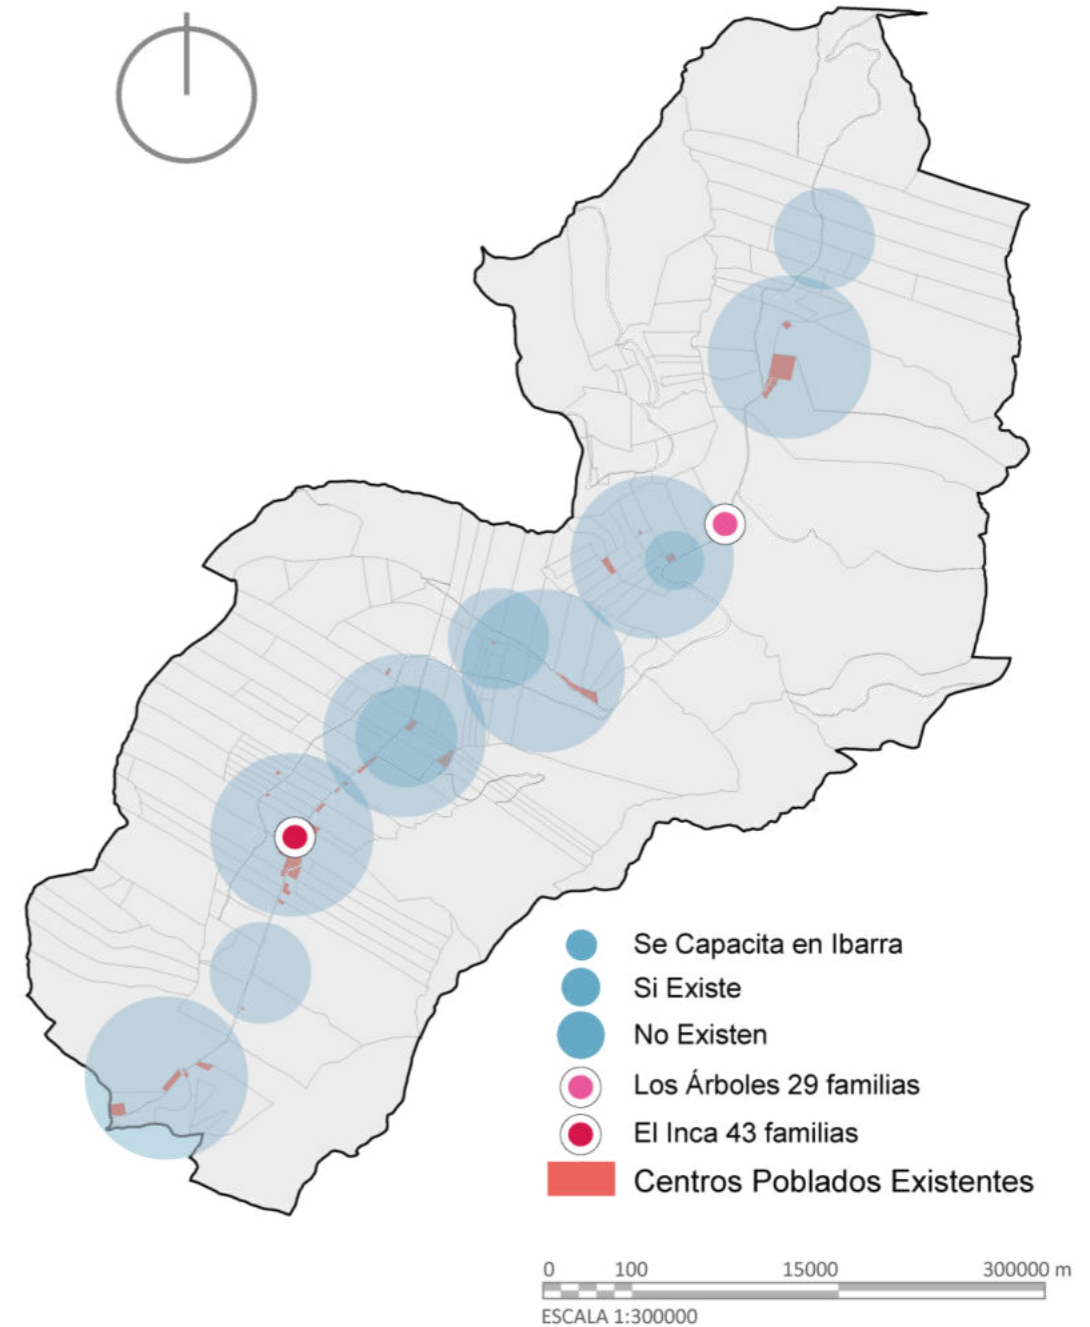 Se Capacita en Ibarra
Si Existe
No Existen
Los Árboles 29 familias
El Inca 43 familias
Centros Poblados Existentes
0 100 15000 300000 m
ESCALA 1:300000